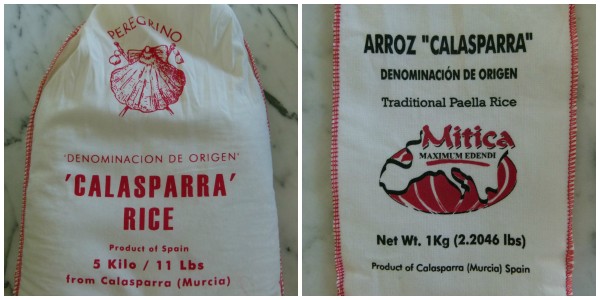 PEREGRINO
'DENOMINACION DE ORIGEN'
'CALASPARRA'
RICE
Product of Spain
5 Kilo / 11 Lbs
from Calasparra (Murcia)
ARROZ "CALASPARRA"
DENOMINACIÓN DE ORIGEN
Traditional Paella Rice
Mitica
MAXIMUM EDENDI
Net Wt. 1Kg (2.2046 lbs)
Product of Calasparra (Murcia) Spain